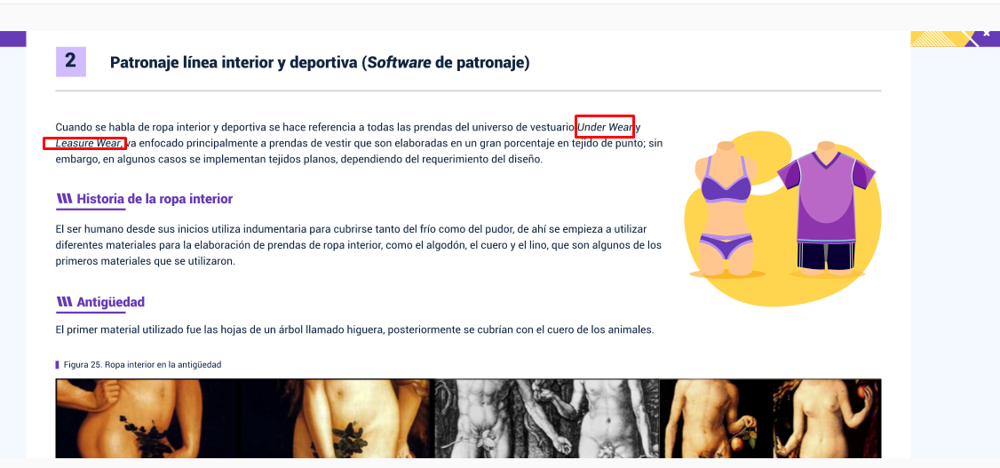 2
Patronaje línea interior y deportiva (Software de patronaje)
Cuando se habla de ropa interior y deportiva se hace referencia a todas las prendas del universo de vestuario Under Wear y
Leasure Wear, va enfocado principalmente a prendas de vestir que son elaboradas en un gran porcentaje en tejido de punto; sin
embargo, en algunos casos se implementan tejidos planos, dependiendo del requerimiento del diseño.
Historia de la ropa interior
El ser humano desde sus inicios utiliza indumentaria para cubrirse tanto del frío como del pudor, de ahí se empieza a utilizar
diferentes materiales para la elaboración de prendas de ropa interior, como el algodón, el cuero y el lino, que son algunos de los
primeros materiales que se utilizaron.
Antigüedad
El primer material utilizado fue las hojas de un árbol llamado higuera, posteriormente se cubrían con el cuero de los animales.
Figura 25. Ropa interior en la antigüedad